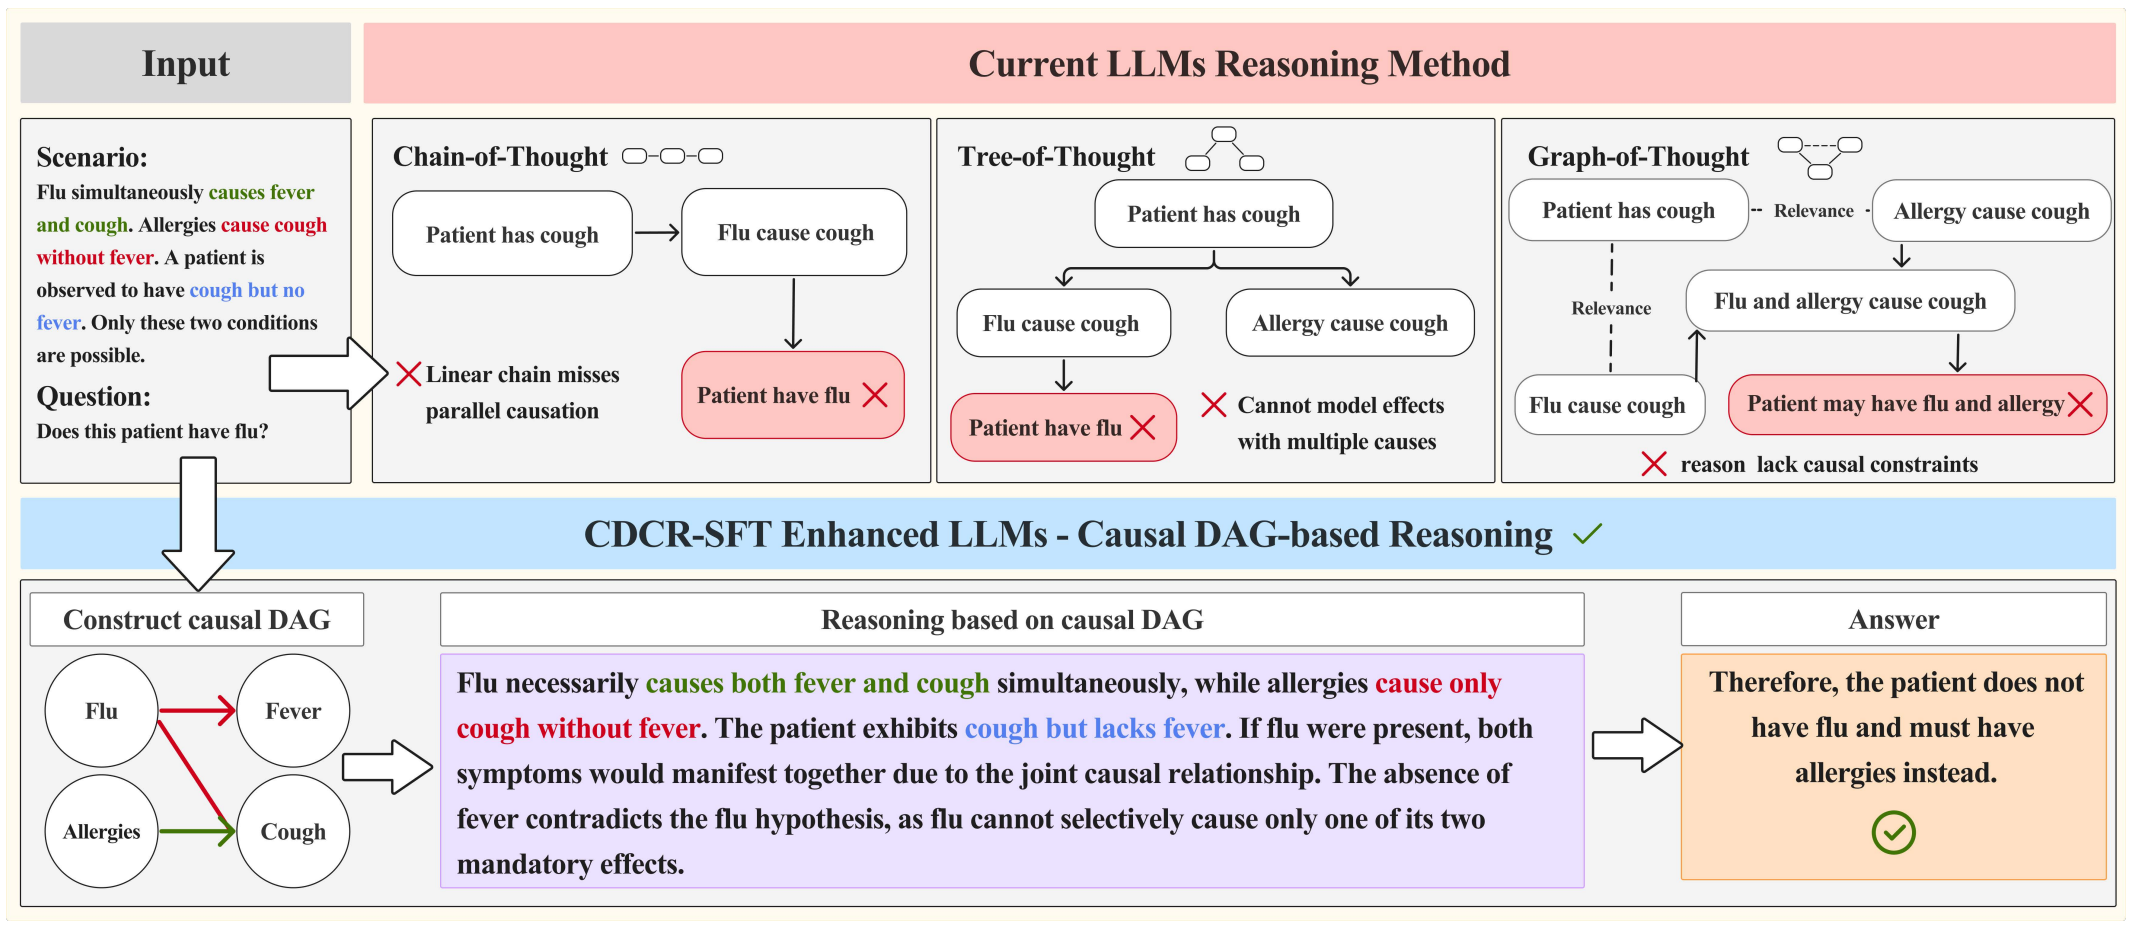 Input
Current LLMs Reasoning Method
Scenario:
Flu simultaneously causes fever
and cough. Allergies cause cough
without fever. A patient is
observed to have cough but no
fever. Only these two conditions
are possible.
Question:
Does this patient have flu?
Chain-of-Thought
Patient has cough
Flu cause cough
Patient have flu
Linear chain misses
parallel causation
Tree-of-Thought
Patient has cough
Flu cause cough
Allergy cause cough
Patient have flu
Cannot model effects
with multiple causes
Graph-of-Thought
Patient has cough
Relevance
Allergy cause cough
Flu and allergy cause cough
Relevance
Flu cause cough
Patient may have flu and allergy
reason lack causal constraints
CDCR-SFT Enhanced LLMs - Causal DAG-based Reasoning
Construct causal DAG
Flu
Fever
Allergies
Cough
Reasoning based on causal DAG
Flu necessarily causes both fever and cough simultaneously, while allergies cause only
cough without fever. The patient exhibits cough but lacks fever. If flu were present, both
symptoms would manifest together due to the joint causal relationship. The absence of
fever contradicts the flu hypothesis, as flu cannot selectively cause only one of its two
mandatory effects.
Answer
Therefore, the patient does not
have flu and must have
allergies instead.